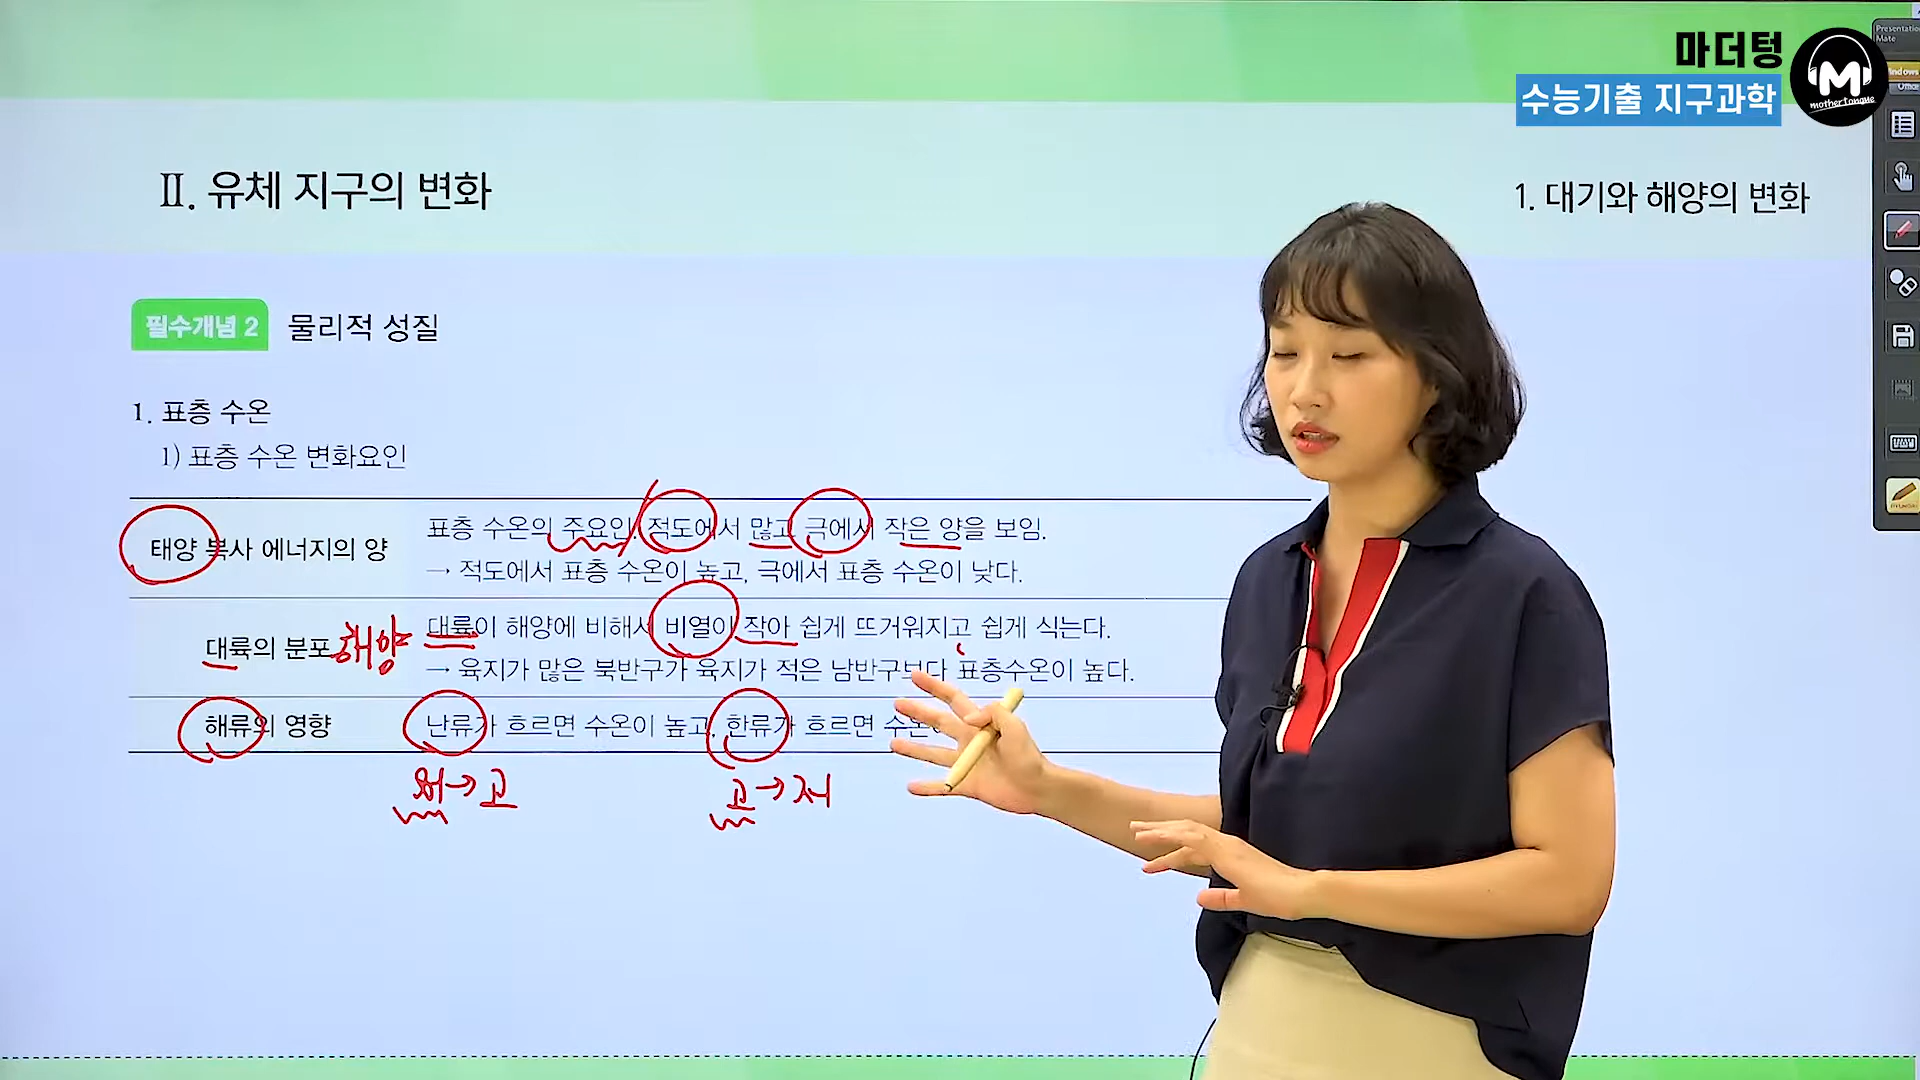 마더텅
수능기출 지구과학
M
mothertongue
Presentation
Mate
Windows
Office
Ⅱ. 유체 지구의 변화
1. 대기와 해양의 변화
필수개념 2 물리적 성질
1. 표층 수온
1) 표층 수온 변화요인
태양 복사 에너지의 양
표층 수온의 주요인. 적도에서 많고 극에서 작은 양을 보임.
→ 적도에서 표층 수온이 높고, 극에서 표층 수온이 낮다.
대륙의 분포 해양
대륙이 해양에 비해서 비열이 작아 쉽게 뜨거워지고 쉽게 식는다.
→ 육지가 많은 북반구가 육지가 적은 남반구보다 표층수온이 높다.
해류의 영향
난류가 흐르면 수온이 높고, 한류가 흐르면
→고
고→저